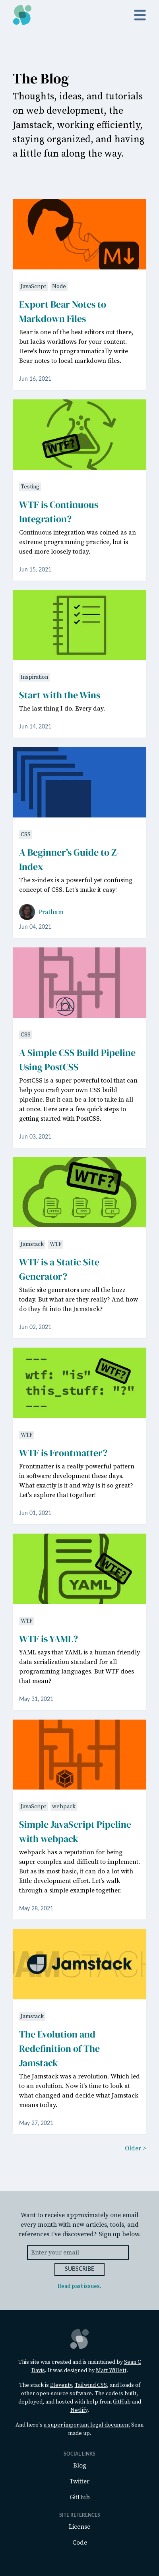 The Blog
Thoughts, ideas, and tutorials
on web development, the
Jamstack, working efficiently,
staying organized, and having
a little fun along the way.
JavaScript Node
Export Bear Notes to
Markdown Files
Bear is one of the best editors out there,
but lacks workflows for your content.
Here's how to programmatically write
Bear notes to local markdown files.
Jun 16, 2021
WTF?
Testing
WTF is Continuous
Integration?
Continuous integration was coined as an
extreme programming practice, but is
used more loosely today.
Jun 15, 2021
Inspiration
Start with the Wins
The last thing I do. Every day.
Jun 14, 2021
CSS
A Beginner's Guide to Z-
Index
The z-index is a powerful yet confusing
concept of CSS. Let's make it easy!
Pratham
Jun 04, 2021
CSS
A Simple CSS Build Pipeline
Using PostCSS
PostCSS is a super powerful tool than can
help you craft your own CSS build
pipeline. But it can be a lot to take in all
at once. Here are a few quick steps to
getting started with PostCSS.
Jun 03, 2021
WTF?
Jamstack WTF
WTF is a Static Site
Generator?
Static site generators are all the buzz
today. But what are they really? And how
do they fit into the Jamstack?
Jun 02, 2021
---
wtf: "is"
this_stuff: "?"
---
WTF?
WTF
WTF is Frontmatter?
Frontmatter is a really powerful pattern
in software development these days.
What exactly is it and why is it so great?
Let's explore that together!
Jun 01, 2021
WTF?
YAML
WTF
WTF is YAML?
YAML says that YAML is a human friendly
data serialization standard for all
programming languages. But WTF does
that mean?
May 31, 2021
JavaScript webpack
Simple JavaScript Pipeline
with webpack
webpack has a reputation for being
super complex and difficult to implement.
But as its most basic, it can do a lot with
little development effort. Let's walk
through a single example together.
May 28, 2021
Jamstack
Jamstack
The Evolution and
Redefinition of The
Jamstack
The Jamstack was a revolution. Which led
to an evolution. Now it's time to look at
what changed and decide what Jamstack
means today.
May 27, 2021
Older >
Want to receive approximately one email
every month with new articles, tools, and
references I've discovered? Sign up below.
Enter your email
SUBSCRIBE
Read past issues.
This site was created and is maintained by Sean C
Davis. It was designed by Matt Willett.
The stack is Eleventy, Tailwind CSS, and loads of
other open-source software. The code is built,
deployed, and hosted with help from GitHub and
Netlify.
And here's a super important legal document Sean
made up.
SOCIAL LINKS
Blog
Twitter
GitHub
SITE REFERENCES
License
Code